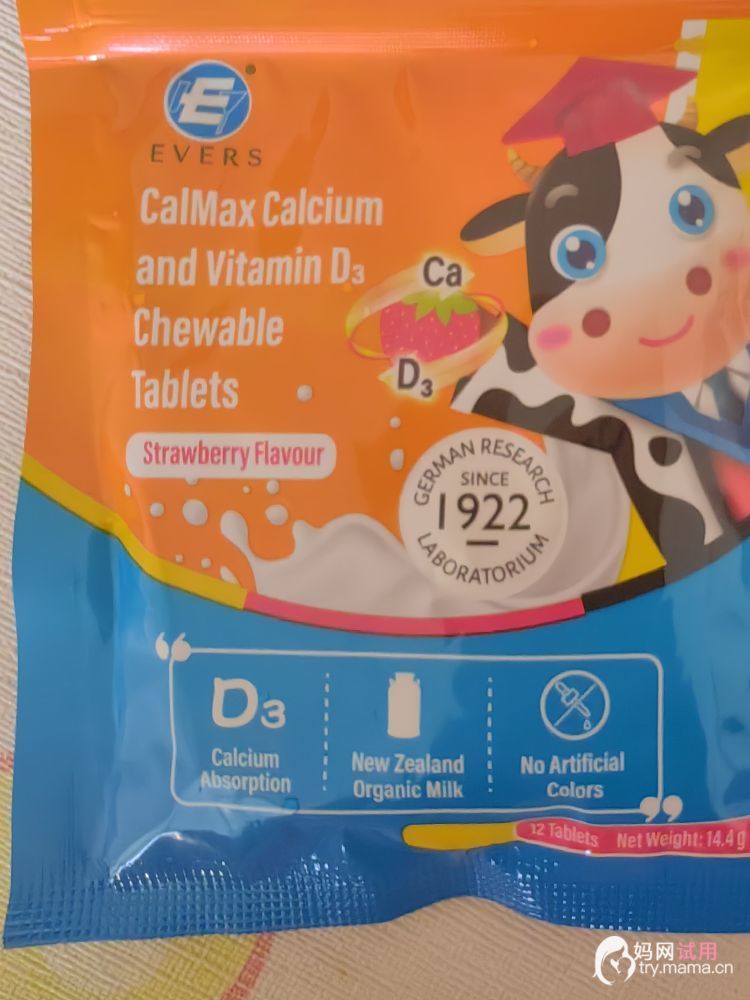 E
EVERS
CalMax Calcium
and Vitamin D₃
Chewable
Tablets
Strawberry Flavour
Ca
D₃
GERMAN RESEARCH
SINCE
1922
LABORATORIUM
D₃
Calcium
Absorption
New Zealand
Organic Milk
No Artificial
Colors
12 Tablets Net Weight: 14.4g
妈网试用
try.mama.cn